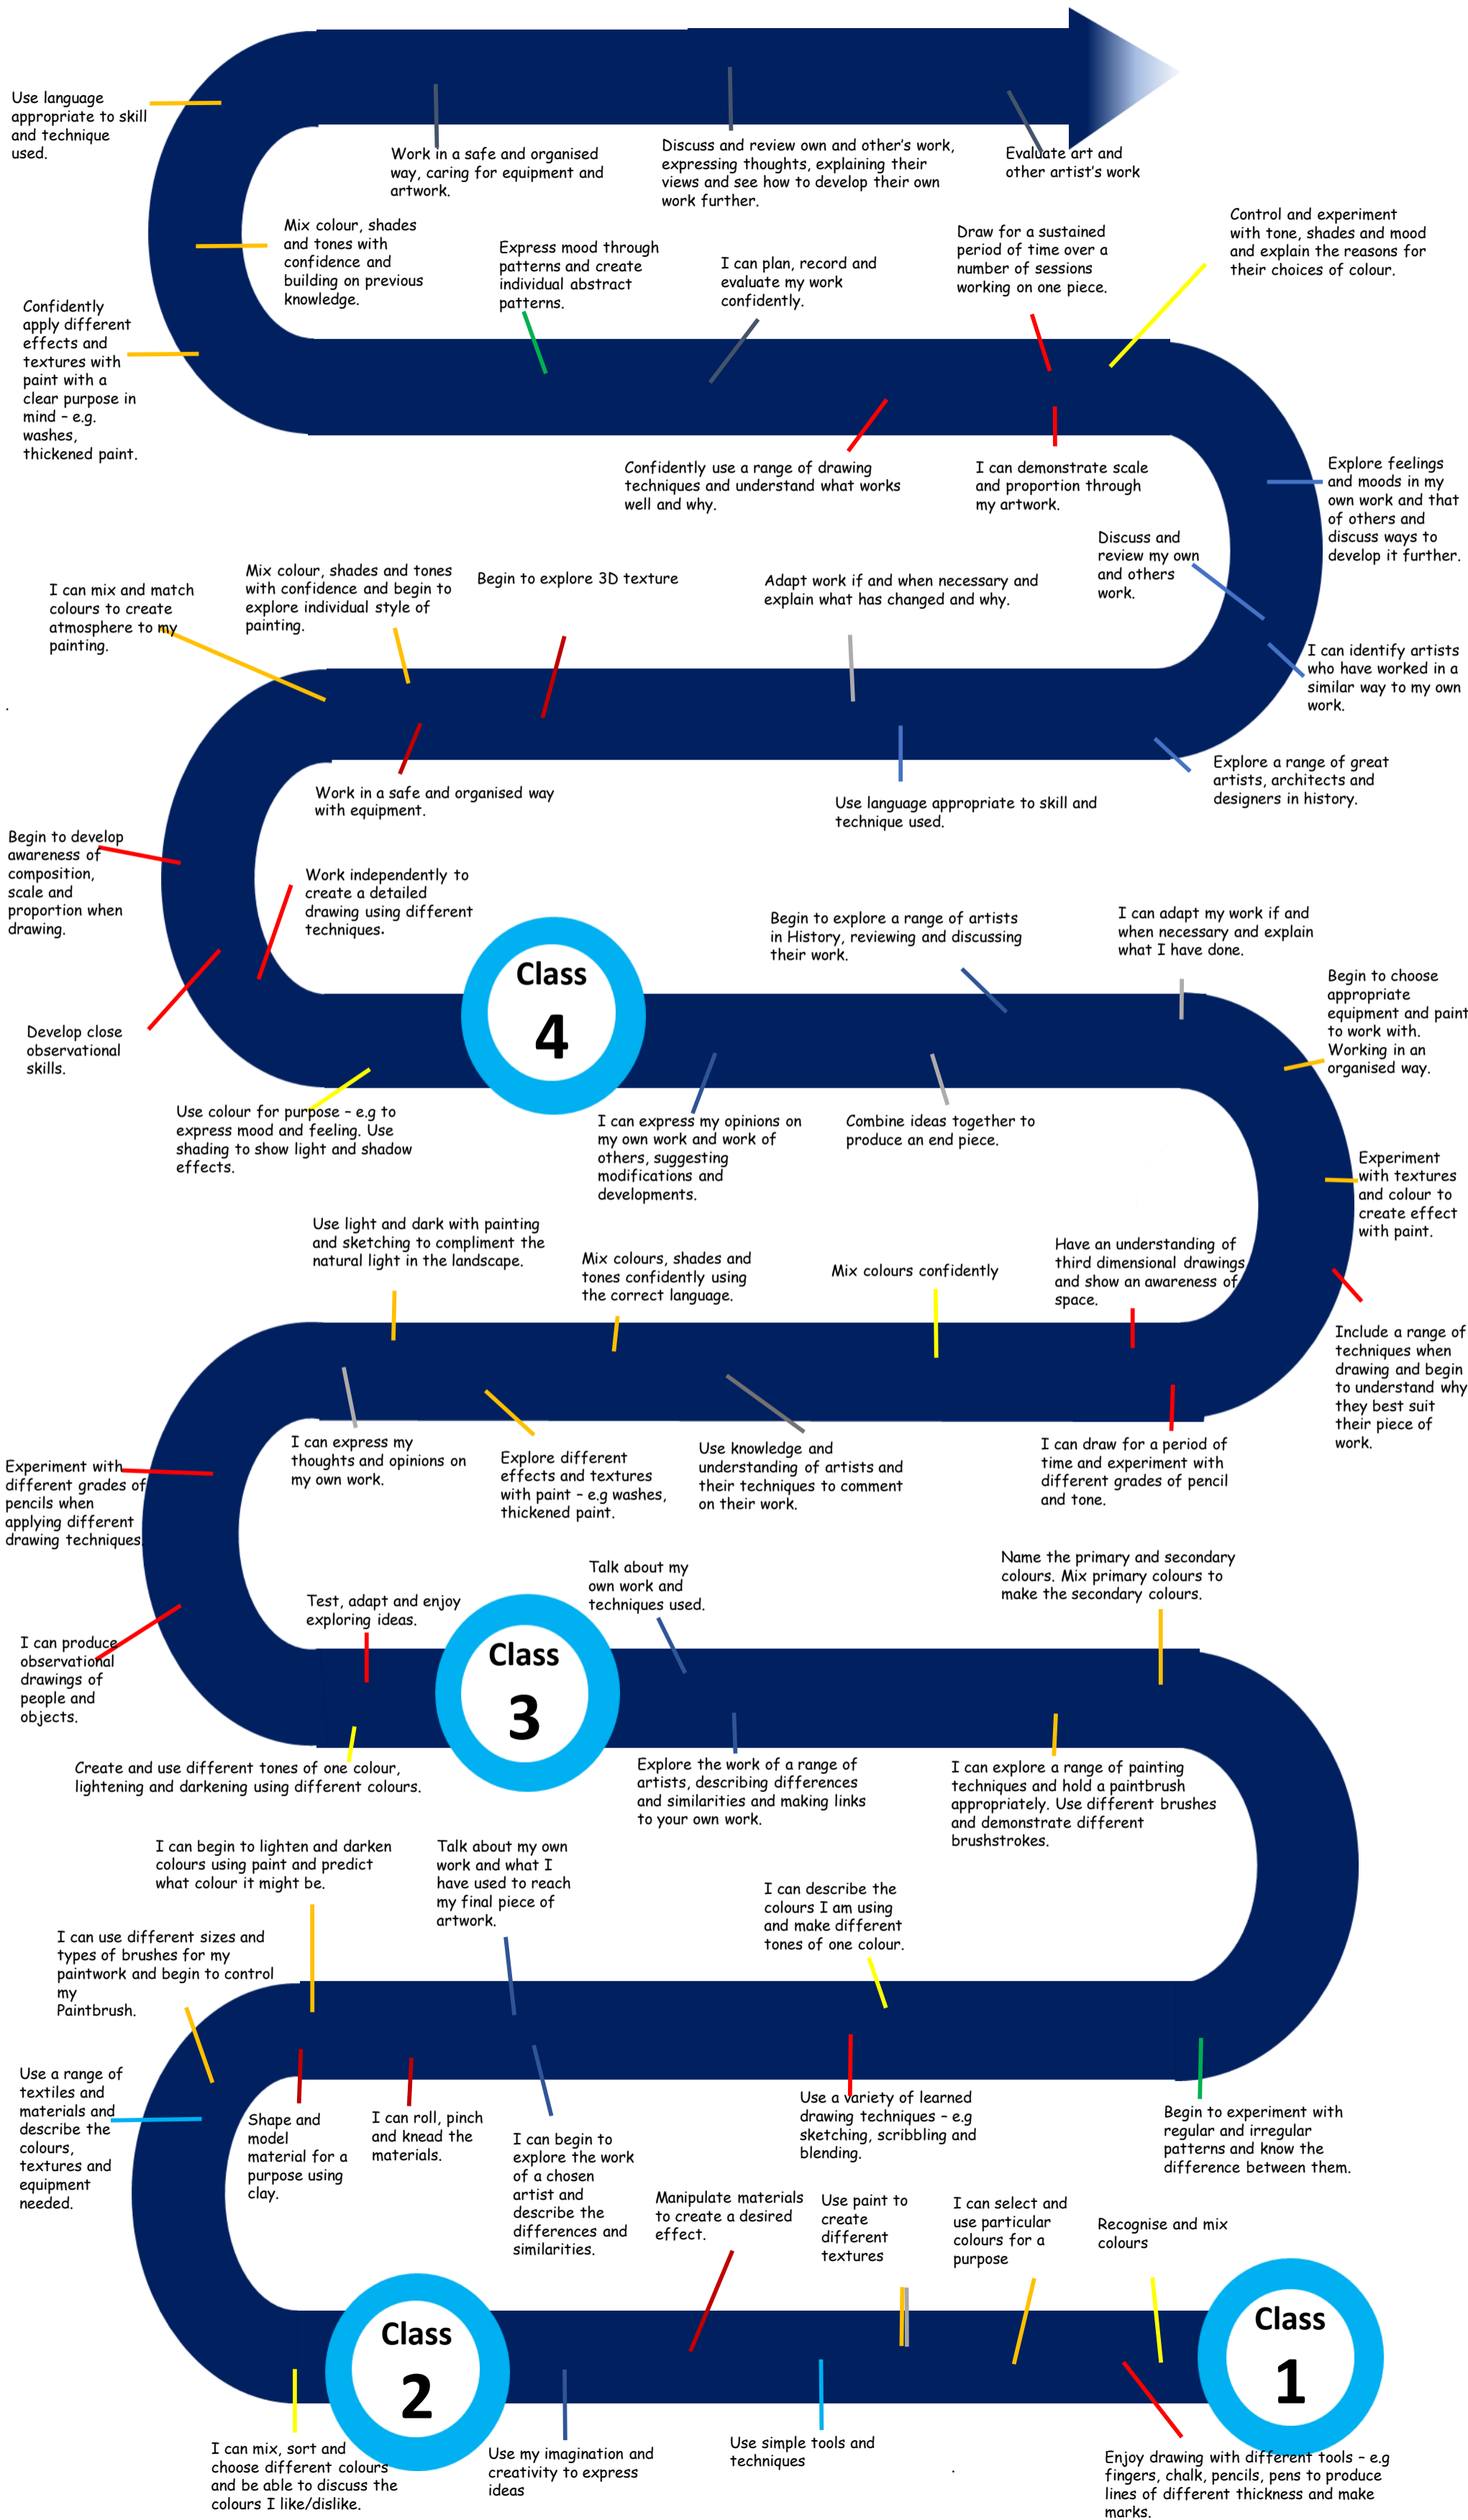 Use language
appropriate to skill
and technique
used.
Work in a safe and organised
way, caring for equipment and
artwork.
Discuss and review own and other's work,
expressing thoughts, explaining their
views and see how to develop their own
work further.
Evaluate art and
other artist's work
Mix colour, shades
and tones with
confidence and
building on previous
knowledge.
Express mood through
patterns and create
individual abstract
patterns.
I can plan, record and
evaluate my work
confidently.
Draw for a sustained
period of time over a
number of sessions
working on one piece.
Control and experiment
with tone, shades and mood
and explain the reasons for
their choices of colour.
Confidently
apply different
effects and
textures with
paint with a
clear purpose in
mind – e.g.
washes,
thickened paint.
Confidently use a range of drawing
techniques and understand what works
well and why.
I can demonstrate scale
and proportion through
my artwork.
Explore feelings
and moods in my
own work and that
of others and
discuss ways to
develop it further.
Discuss and
review my own
and others
work.
I can mix and match
colours to create
atmosphere to my
painting.
Mix colour, shades and tones
with confidence and begin to
explore individual style of
painting.
Begin to explore 3D texture
Adapt work if and when necessary and
explain what has changed and why.
I can identify artists
who have worked in a
similar way to my own
work.
.
Work in a safe and organised way
with equipment.
Use language appropriate to skill and
technique used.
Explore a range of great
artists, architects and
designers in history.
Begin to develop
awareness of
composition,
scale and
proportion when
drawing.
Work independently to
create a detailed
drawing using different
techniques.
Develop close
observational
skills.
Class
4
Begin to explore a range of artists
in History, reviewing and discussing
their work.
I can adapt my work if and
when necessary and explain
what I have done.
Begin to choose
appropriate
equipment and paint
to work with.
Working in an
organised way.
Use colour for purpose – e.g to
express mood and feeling. Use
shading to show light and shadow
effects.
I can express my opinions on
my own work and work of
others, suggesting
modifications and
developments.
Combine ideas together to
produce an end piece.
Experiment
with textures
and colour to
create effect
with paint.
Use light and dark with painting
and sketching to compliment the
natural light in the landscape.
Mix colours, shades and
tones confidently using
the correct language.
Mix colours confidently
Have an understanding of
third dimensional drawings
and show an awareness of
space.
Include a range of
techniques when
drawing and begin
to understand why
they best suit
their piece of
work.
I can express my
thoughts and opinions on
my own work.
Explore different
effects and textures
with paint – e.g washes,
thickened paint.
Use knowledge and
understanding of artists and
their techniques to comment
on their work.
I can draw for a period of
time and experiment with
different grades of pencil
and tone.
Experiment with
different grades of
pencils when
applying different
drawing techniques.
I can produce
observational
drawings of
people and
objects.
Test, adapt and enjoy
exploring ideas.
Class
3
Talk about my
own work and
techniques used.
Name the primary and secondary
colours. Mix primary colours to
make the secondary colours.
Create and use different tones of one colour,
lightening and darkening using different colours.
Explore the work of a range of
artists, describing differences
and similarities and making links
to your own work.
I can explore a range of painting
techniques and hold a paintbrush
appropriately. Use different brushes
and demonstrate different
brushstrokes.
I can begin to lighten and darken
colours using paint and predict
what colour it might be.
Talk about my own
work and what I
have used to reach
my final piece of
artwork.
I can describe the
colours I am using
and make different
tones of one colour.
I can use different sizes and
types of brushes for my
paintwork and begin to control
my
Paintbrush.
Use a range of
textiles and
materials and
describe the
colours,
textures and
equipment
needed.
Shape and
model
material for a
purpose using
clay.
I can roll, pinch
and knead the
materials.
I can begin to
explore the work
of a chosen
artist and
describe the
differences and
similarities.
Use a variety of learned
drawing techniques – e.g
sketching, scribbling and
blending.
Begin to experiment with
regular and irregular
patterns and know the
difference between them.
Manipulate materials
to create a desired
effect.
Use paint to
create
different
textures
I can select and
use particular
colours for a
purpose
Recognise and mix
colours
Class
2
Class
1
I can mix, sort and
choose different colours
and be able to discuss the
colours I like/dislike.
Use my imagination and
creativity to express
ideas
Use simple tools and
techniques
.
Enjoy drawing with different tools – e.g
fingers, chalk, pencils, pens to produce
lines of different thickness and make
marks.